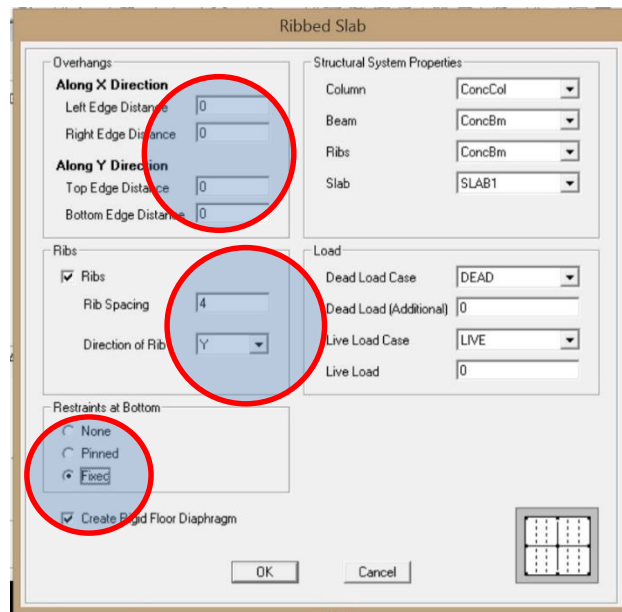 Ribbed Slab
Overhangs
Along X Direction
Left Edge Distance 0
Right Edge Distance 0
Along Y Direction
Top Edge Distance 0
Bottom Edge Distance 0
Structural System Properties
Column ConcCol
Beam ConcBm
Ribs ConcBm
Slab SLAB1
Ribs
Ribs
Rib Spacing 4
Direction of Rib Y
Load
Dead Load Case DEAD
Dead Load (Additional) 0
Live Load Case LIVE
Live Load 0
Restraints at Bottom
None
Pinned
Fixed
Create Rigid Floor Diaphragm
OK Cancel